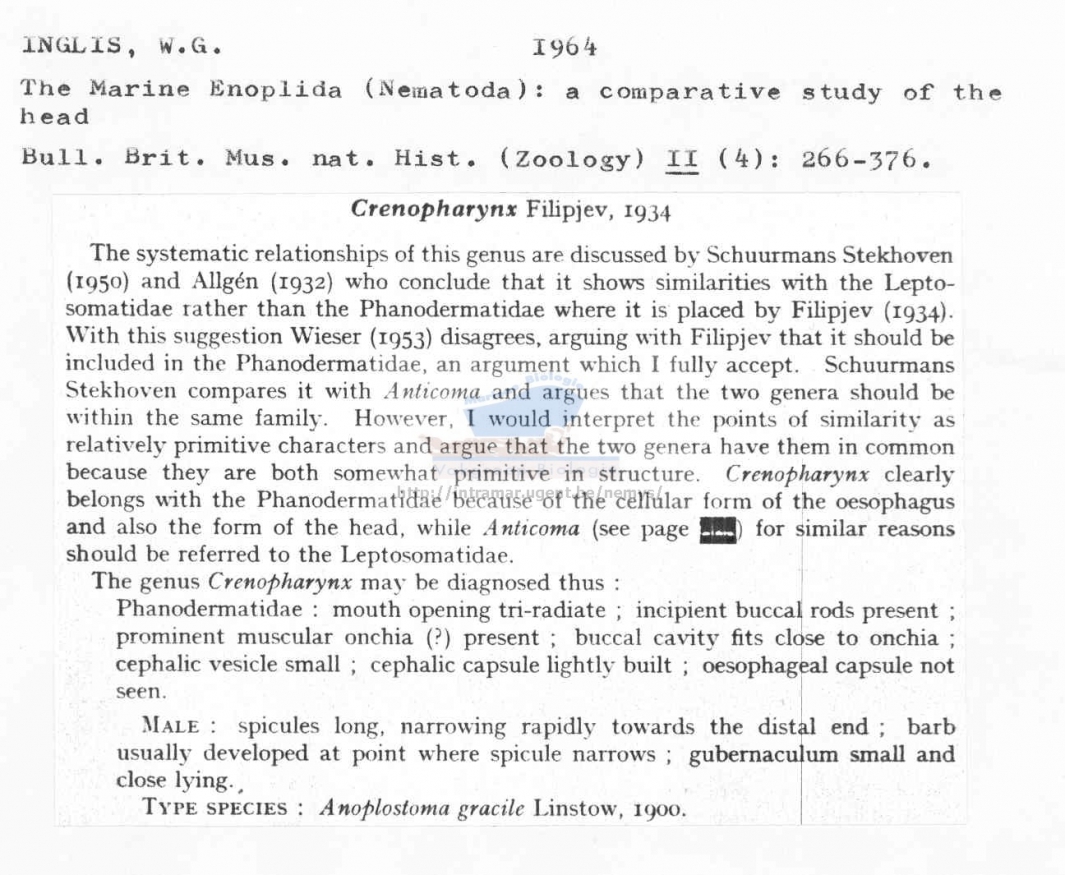 INGLIS, W.G. 1964
The Marine Enoplida (Nematoda): a comparative study of the
head
Bull. Brit. Mus. nat. Hist. (Zoology) II (4): 266-376.
Crenopharynx Filipjev, 1934
The systematic relationships of this genus are discussed by Schuurmans Stekhoven
(1950) and Allgén (1932) who conclude that it shows similarities with the Lepto-
somatidae rather than the Phanodermatidae where it is placed by Filipjev (1934).
With this suggestion Wieser (1953) disagrees, arguing with Filipjev that it should be
included in the Phanodermatidae, an argument which I fully accept. Schuurmans
Stekhoven compares it with Anticoma and argues that the two genera should be
within the same family. However, I would interpret the points of similarity as
relatively primitive characters and argue that the two genera have them in common
because they are both somewhat primitive in structure. Crenopharynx clearly
belongs with the Phanodermatidae because of the cellular form of the oesophagus
http://intramar.ugent.be/nemys/
and also the form of the head, while Anticoma (see page ) for similar reasons
should be referred to the Leptosomatidae.
The genus Crenopharynx may be diagnosed thus :
Phanodermatidae : mouth opening tri-radiate ; incipient buccal rods present ;
prominent muscular onchia (?) present ; buccal cavity fits close to onchia ;
cephalic vesicle small ; cephalic capsule lightly built ; oesophageal capsule not
seen.
MALE : spicules long, narrowing rapidly towards the distal end ; barb
usually developed at point where spicule narrows ; gubernaculum small and
close lying.
TYPE SPECIES : Anoplostoma gracile Linstow, 1900.